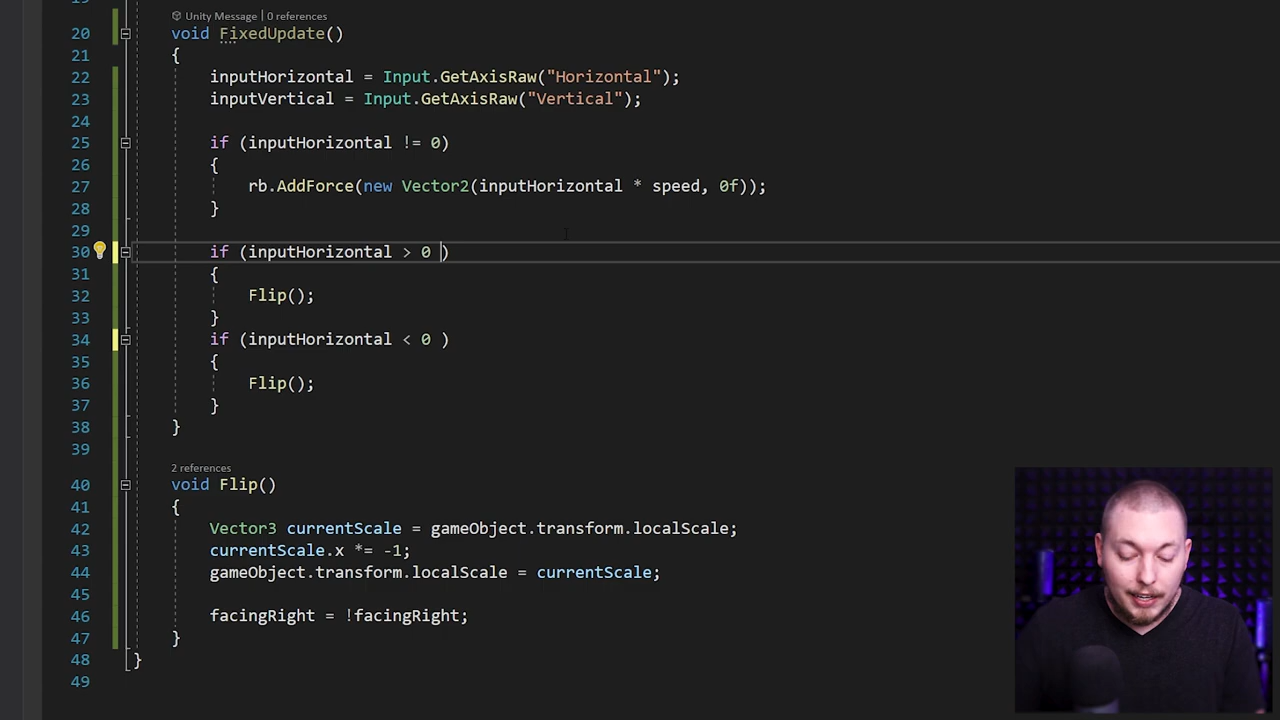 19
Unity Message | 0 references
20 void FixedUpdate()
21 {
22 inputHorizontal = Input.GetAxisRaw("Horizontal");
23 inputVertical = Input.GetAxisRaw("Vertical");
24
25 if (inputHorizontal != 0)
26 {
27 rb.AddForce(new Vector2(inputHorizontal * speed, 0f));
28 }
29
30 if (inputHorizontal > 0 )
31 {
32 Flip();
33 }
34 if (inputHorizontal < 0 )
35 {
36 Flip();
37 }
38 }
39
2 references
40 void Flip()
41 {
42 Vector3 currentScale = gameObject.transform.localScale;
43 currentScale.x *= -1;
44 gameObject.transform.localScale = currentScale;
45
46 facingRight = !facingRight;
47 }
48 }
49